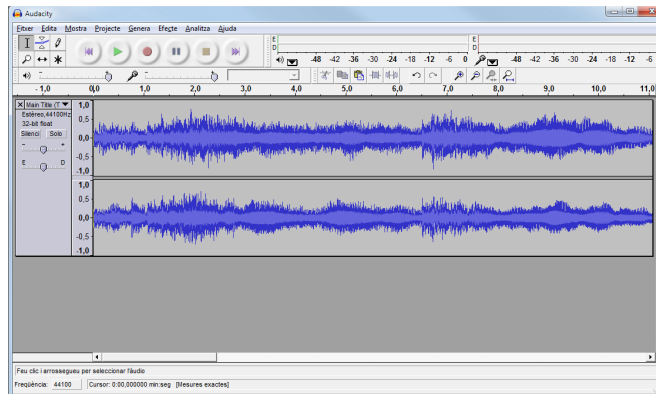 Audacity
Fitxer Edita Mostra Projecte Genera Efecte Analitza Ajuda
E
D
-48 -42 -36 -30 -24 -18 -12 -6 0
E
D
-48 -42 -36 -30 -24 -18 -12 -6
- 1,0 0,0 1,0 2,0 3,0 4,0 5,0 6,0 7,0 8,0 9,0 10,0 11,0
Main Title (T
Estéreo,44100Hz
32-bit float
Silenci Solo
- +
E D
1,0
0,5
0,0
-0,5
-1,0
1,0
0,5
0,0
-0,5
-1,0
Feu clic i arrossegueu per seleccionar l'àudio
Freqüència: 44100 Cursor: 0:00,000000 min:seg [Mesures exactes]